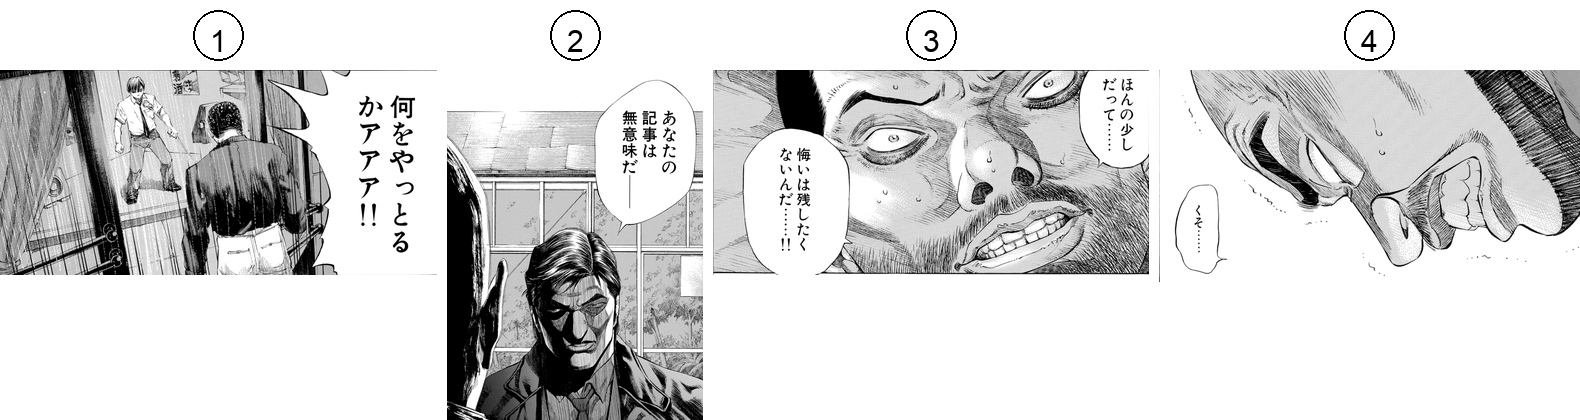 1
何をやっとる
かアアア!!
2
あなたの
記事は
無意味だ──
3
ほんの少し
だって……
悔いは残したく
ないんだ……!!
4
くそ……